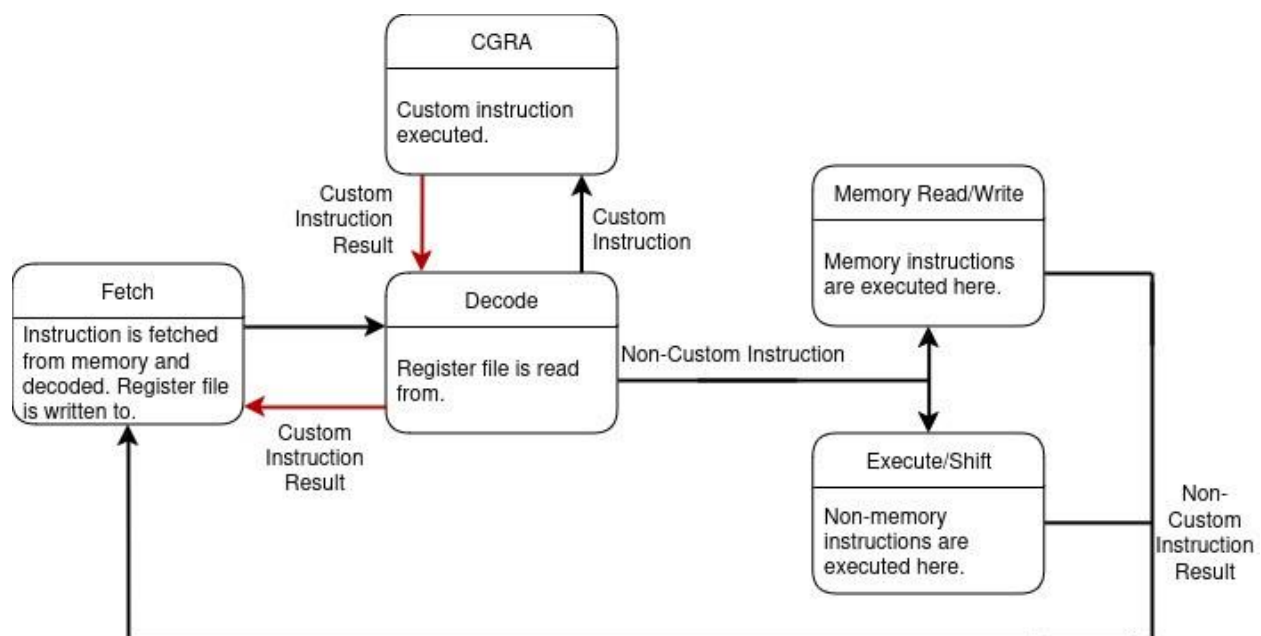 CGRA
Custom instruction
executed.
Custom
Instruction
Result
Custom
Instruction
Memory Read/Write
Memory instructions
are executed here.
Fetch
Instruction is fetched
from memory and
decoded. Register file
is written to.
Decode
Register file is read
from.
Non-Custom Instruction
Custom
Instruction
Result
Execute/Shift
Non-memory
instructions are
executed here.
Non-
Custom
Instruction
Result